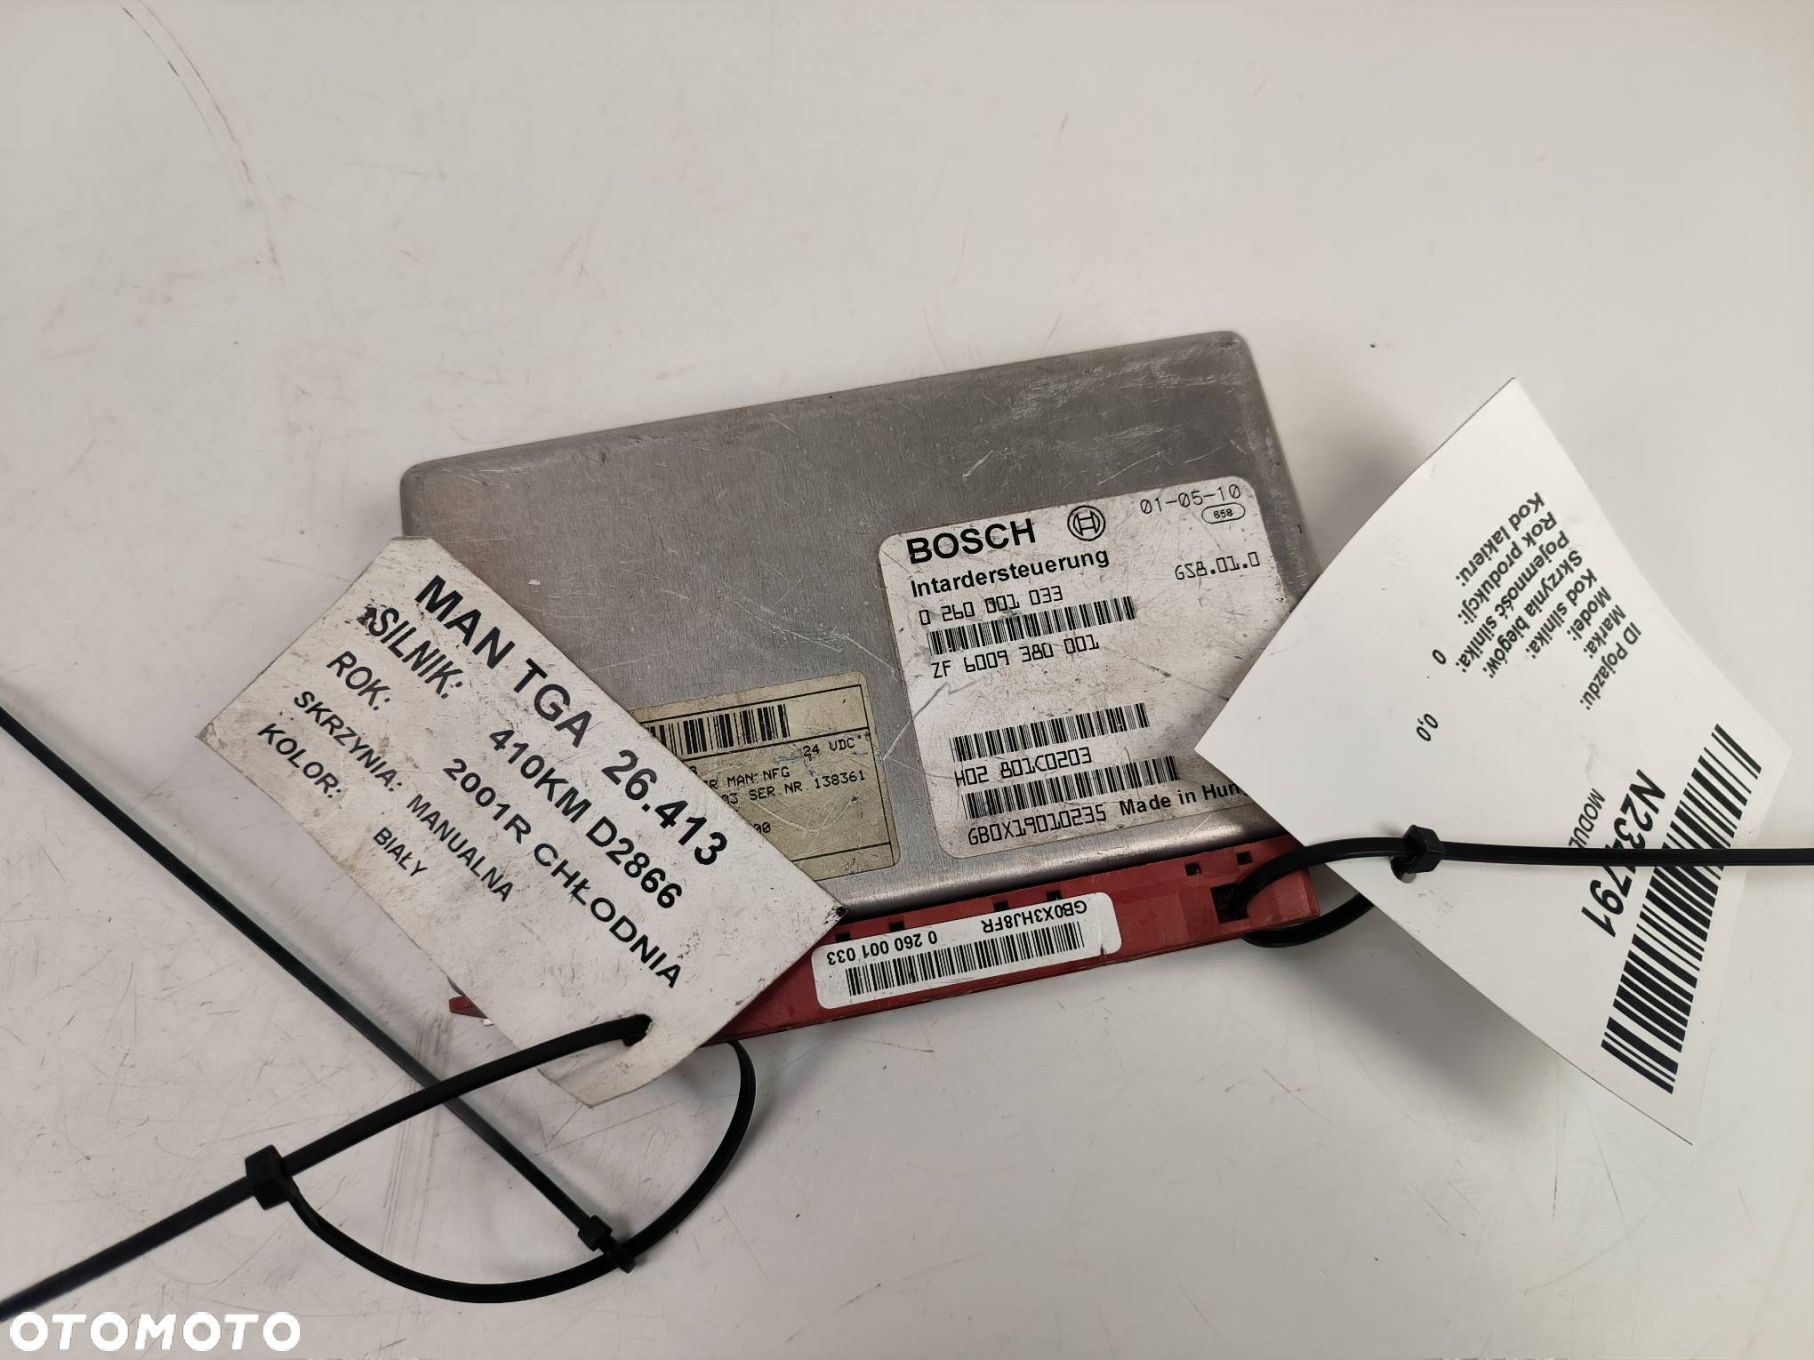 BOSCH
01-05-10
658
Intardersteuerung
GS8.01.0
0 260 001 033
ZF 6009 380 001
H02 801C0203
GB0X19010235 Made in Hun
24 VDC
MAN-NFG
SER.NR 138361
MAN TGA 26.413
SILNIK: 410KM D2866
ROK: 2001R CHŁODNIA
SKRZYNIA: MANUALNA
KOLOR: BIAŁY
GB0X3HJ8FR
0 260 001 033
ID Pojazdu:
Marka:
Model:
Kod silnika:
Skrzynia biegów:
Pojemność silnika: 0,0
Rok produkcji: 0
Kod lakieru:
MODUŁ
OTOMOTO